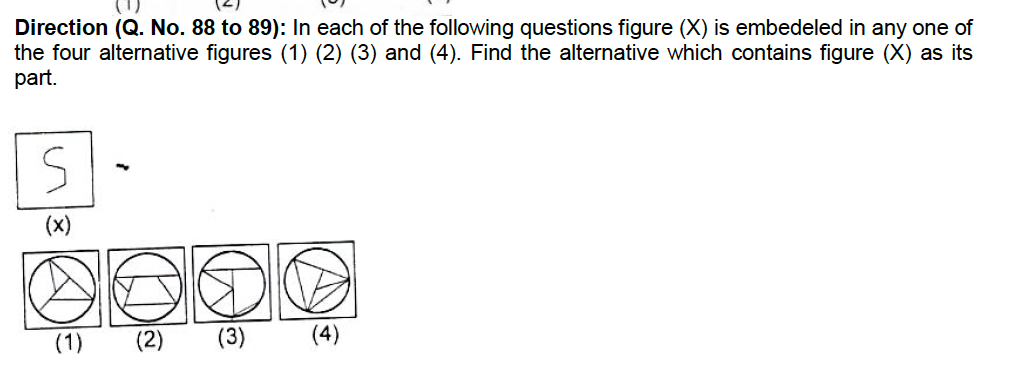 (1) (2)
Direction (Q. No. 88 to 89): In each of the following questions figure (X) is embedeled in any one of
the four alternative figures (1) (2) (3) and (4). Find the alternative which contains figure (X) as its
part.
(x)
(1) (2) (3) (4)